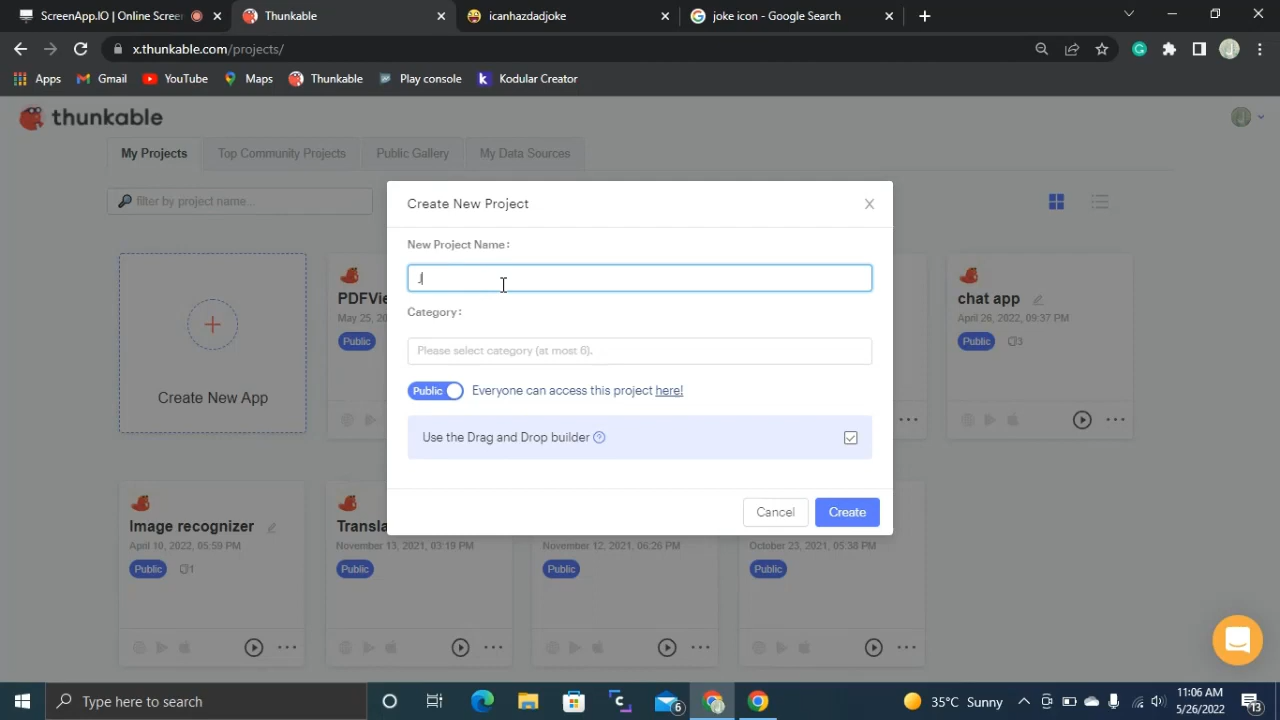 ScreenApp.IO | Online Screen
Thunkable
icanhazdadjoke
joke icon - Google Search
x.thunkable.com/projects/
Apps
Gmail
YouTube
Maps
Thunkable
Play console
Kodular Creator
thunkable
My Projects
Top Community Projects
Public Gallery
My Data Sources
filter by project name...
Create New Project
X
New Project Name:
J
Category:
Please select category (at most 6).
Public
Everyone can access this project here!
Use the Drag and Drop builder
Cancel
Create
Create New App
PDFVie
May 25, 20
Public
chat app
April 26, 2022, 09:37 PM
Public
3
Image recognizer
April 10, 2022, 05:59 PM
Public
1
Transla
November 13, 2021, 03:19 PM
Public
November 12, 2021, 06:26 PM
Public
October 23, 2021, 05:38 PM
Public
Type here to search
6
35°C Sunny
11:06 AM
5/26/2022
13